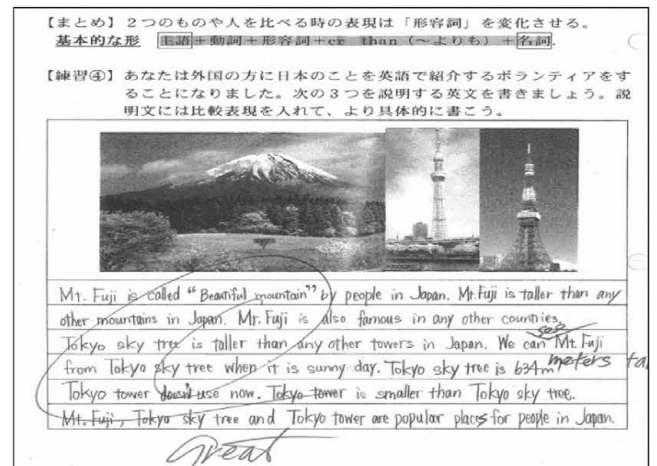 【まとめ】２つのものや人を比べる時の表現は「形容詞」を変化させる。
基本的な形　主語＋動詞＋形容詞＋er than（～よりも）＋名詞.
【練習④】あなたは外国の方に日本のことを英語で紹介するボランティアをす
ることになりました。次の３つを説明する英文を書きましょう。説
明文には比較表現を入れて、より具体的に書こう。
Mt. Fuji is called "Beautiful mountain" by people in Japan. Mt. Fuji is taller than any
other mountains in Japan. Mt. Fuji is also famous in any other countries.
Tokyo sky tree is taller than any other towers in Japan. We can see Mt. Fuji
from Tokyo sky tree when it is sunny day. Tokyo sky tree is 634m meters ta
Tokyo tower doesn't use now. Tokyo tower is smaller than Tokyo sky tree.
Mt. Fuji, Tokyo sky tree and Tokyo tower are popular places for people in Japan.
Great